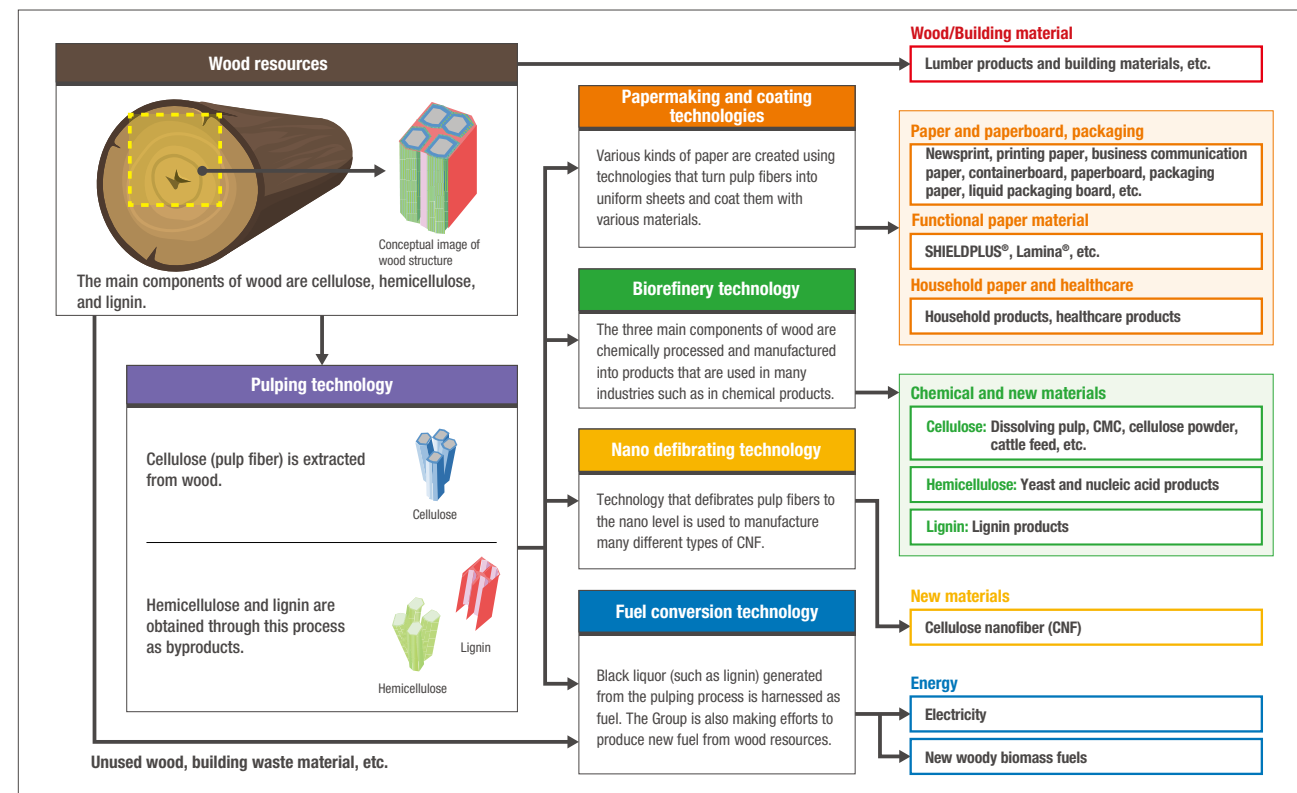 Wood resources
Conceptual image of
wood structure
The main components of wood are cellulose, hemicellulose,
and lignin.
Pulping technology
Cellulose (pulp fiber) is extracted
from wood.
Cellulose
Hemicellulose and lignin are
obtained through this process
as byproducts.
Lignin
Hemicellulose
Unused wood, building waste material, etc.
Papermaking and coating
technologies
Various kinds of paper are created using
technologies that turn pulp fibers into
uniform sheets and coat them with
various materials.
Biorefinery technology
The three main components of wood are
chemically processed and manufactured
into products that are used in many
industries such as in chemical products.
Nano defibrating technology
Technology that defibrates pulp fibers to
the nano level is used to manufacture
many different types of CNF.
Fuel conversion technology
Black liquor (such as lignin) generated
from the pulping process is harnessed as
fuel. The Group is also making efforts to
produce new fuel from wood resources.
Wood/Building material
Lumber products and building materials, etc.
Paper and paperboard, packaging
Newsprint, printing paper, business communication
paper, containerboard, paperboard, packaging
paper, liquid packaging board, etc.
Functional paper material
SHIELDPLUS®, Lamina®, etc.
Household paper and healthcare
Household products, healthcare products
Chemical and new materials
Cellulose: Dissolving pulp, CMC, cellulose powder,
cattle feed, etc.
Hemicellulose: Yeast and nucleic acid products
Lignin: Lignin products
New materials
Cellulose nanofiber (CNF)
Energy
Electricity
New woody biomass fuels